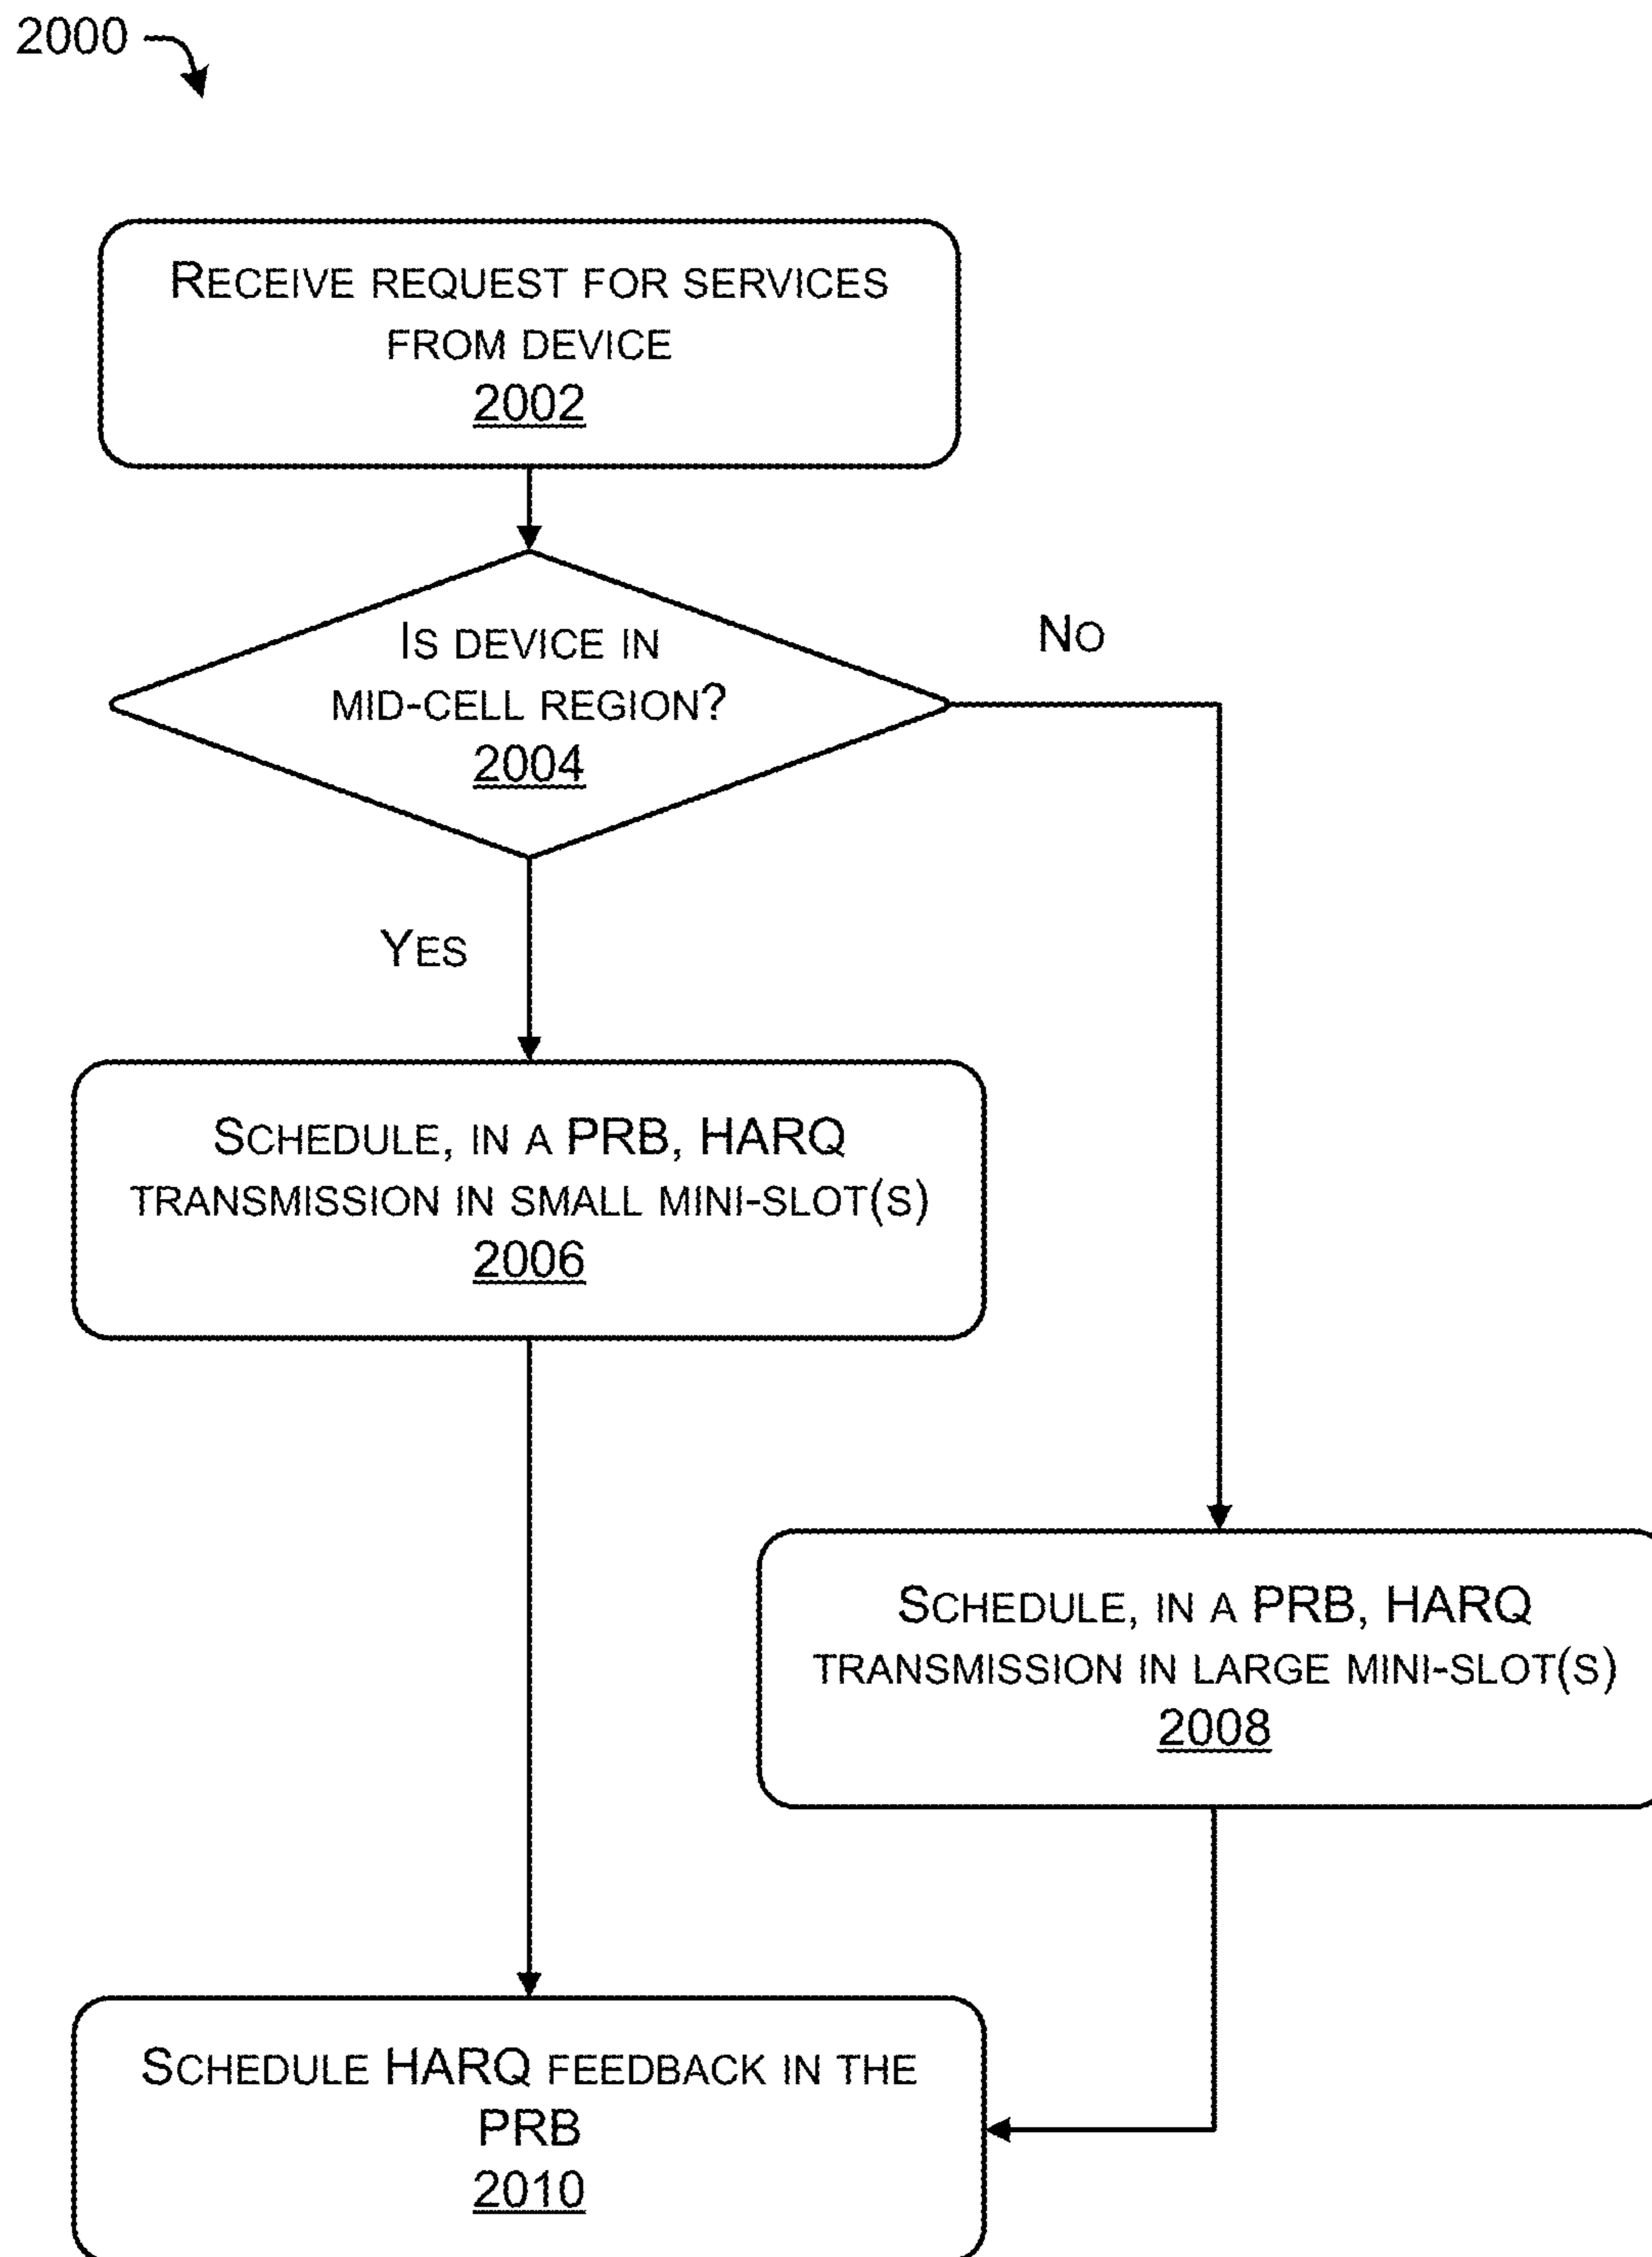 2000
RECEIVE REQUEST FOR SERVICES
FROM DEVICE
2002
IS DEVICE IN
MID-CELL REGION?
2004
NO
YES
SCHEDULE, IN A PRB, HARQ
TRANSMISSION IN SMALL MINI-SLOT(S)
2006
SCHEDULE, IN A PRB, HARQ
TRANSMISSION IN LARGE MINI-SLOT(S)
2008
SCHEDULE HARQ FEEDBACK IN THE
PRB
2010